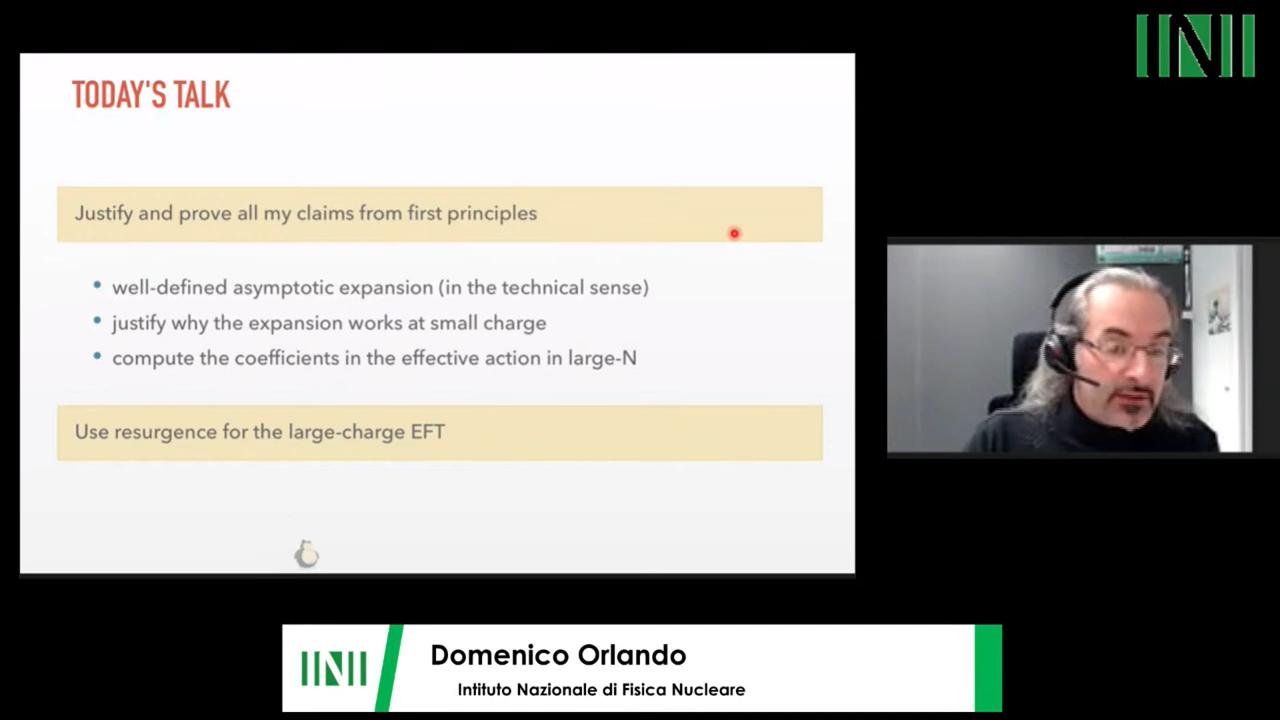 TODAY'S TALK
Justify and prove all my claims from first principles
• well-defined asymptotic expansion (in the technical sense)
• justify why the expansion works at small charge
• compute the coefficients in the effective action in large-N
Use resurgence for the large-charge EFT
Domenico Orlando
Intituto Nazionale di Fisica Nucleare